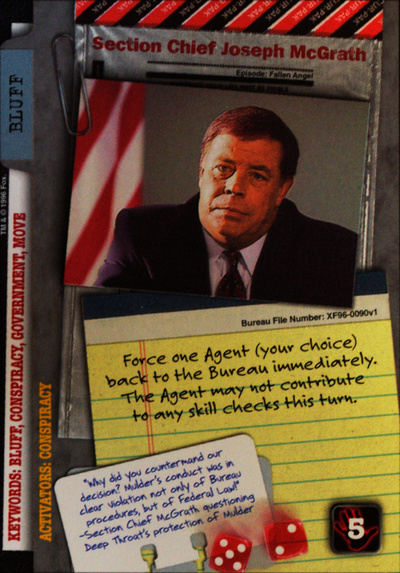 Section Chief Joseph McGrath
Episode: Fallen Angel
BLUFF
TM & © 1996 Fox.
KEYWORDS: BLUFF, CONSPIRACY, GOVERNMENT, MOVE
ACTIVATORS: CONSPIRACY
Bureau File Number: XF96-0090v1
Force one Agent (your choice)
back to the Bureau immediately.
The Agent may not contribute
to any skill checks this turn.
"Why did you countermand our
decision? Mulder's conduct was in
clear violation not only of Bureau
procedures, but of Federal Law!"
-Section Chief McGrath questioning
Deep Throat's protection of Mulder
5